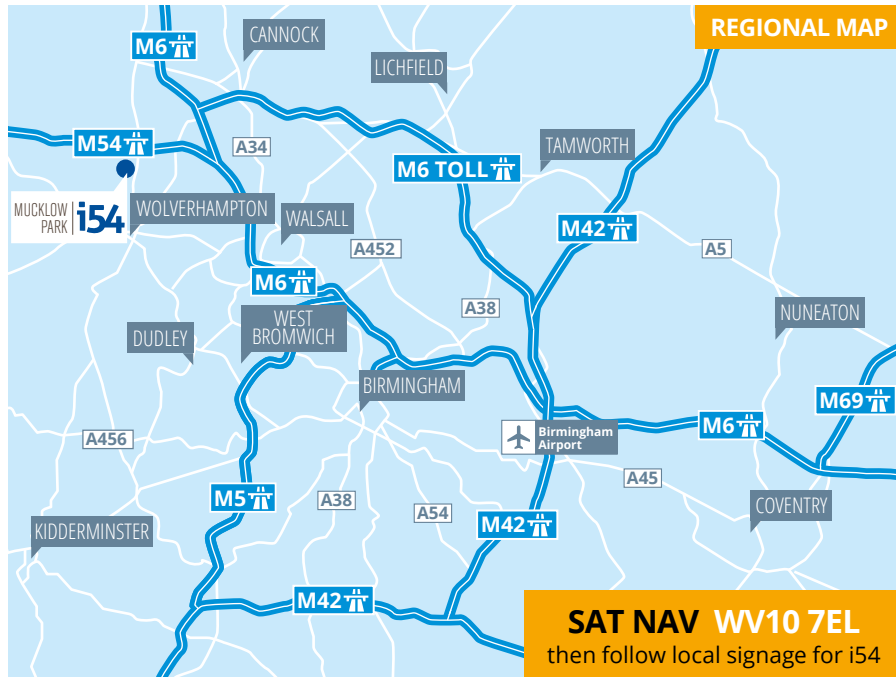 REGIONAL MAP
M6
CANNOCK
LICHFIELD
M54
A34
TAMWORTH
M6 TOLL
MUCKLOW
PARK
i54
WOLVERHAMPTON
WALSALL
M42
A452
A5
M6
A38
NUNEATON
WEST
BROMWICH
DUDLEY
BIRMINGHAM
M69
M6
Birmingham
Airport
A456
A45
M5
A38
A54
COVENTRY
M42
KIDDERMINSTER
M42
SAT NAV WV10 7EL
then follow local signage for i54